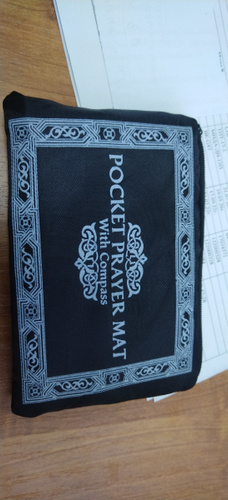 POCKET PRAYER MAT
With Compass